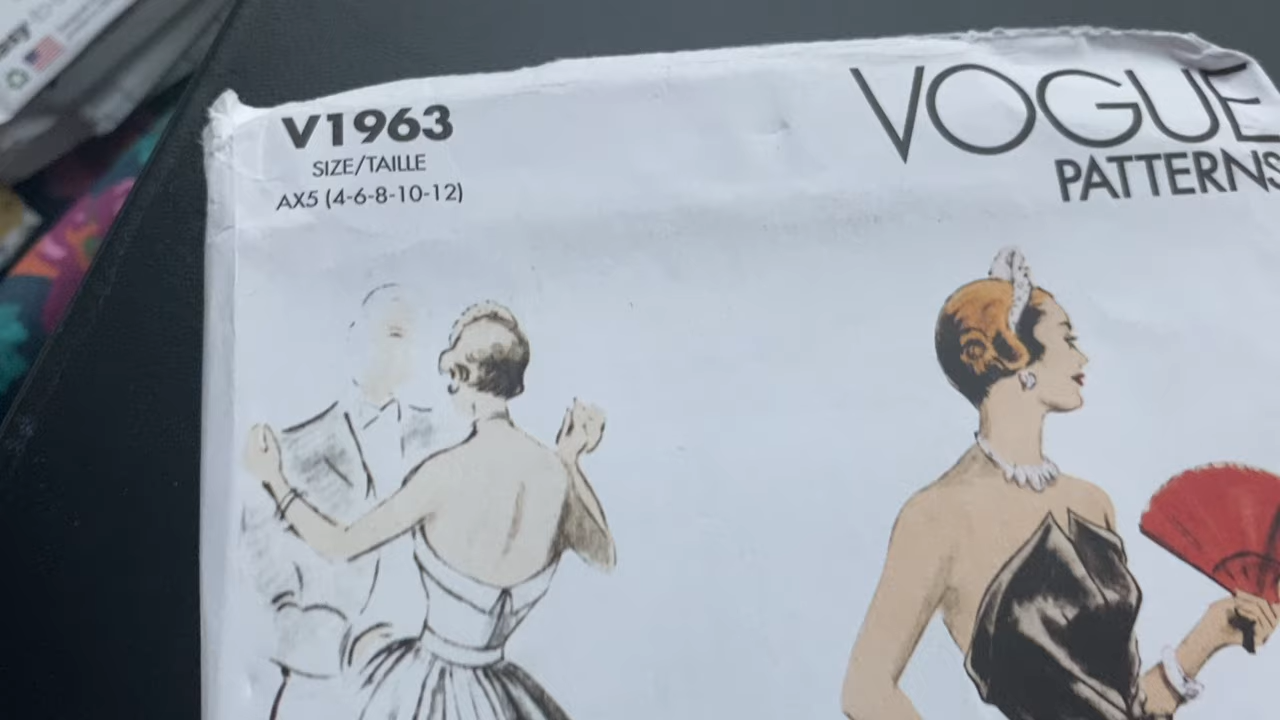 V1963
SIZE/TAILLE
AX5 (4-6-8-10-12)
VOGUE
PATTERNS